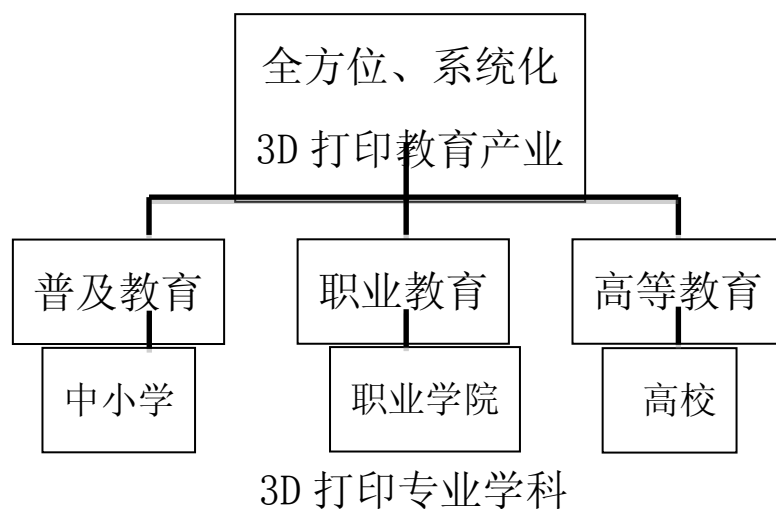 全方位、系统化
3D 打印教育产业
普及教育
职业教育
高等教育
中小学
职业学院
高校
3D 打印专业学科